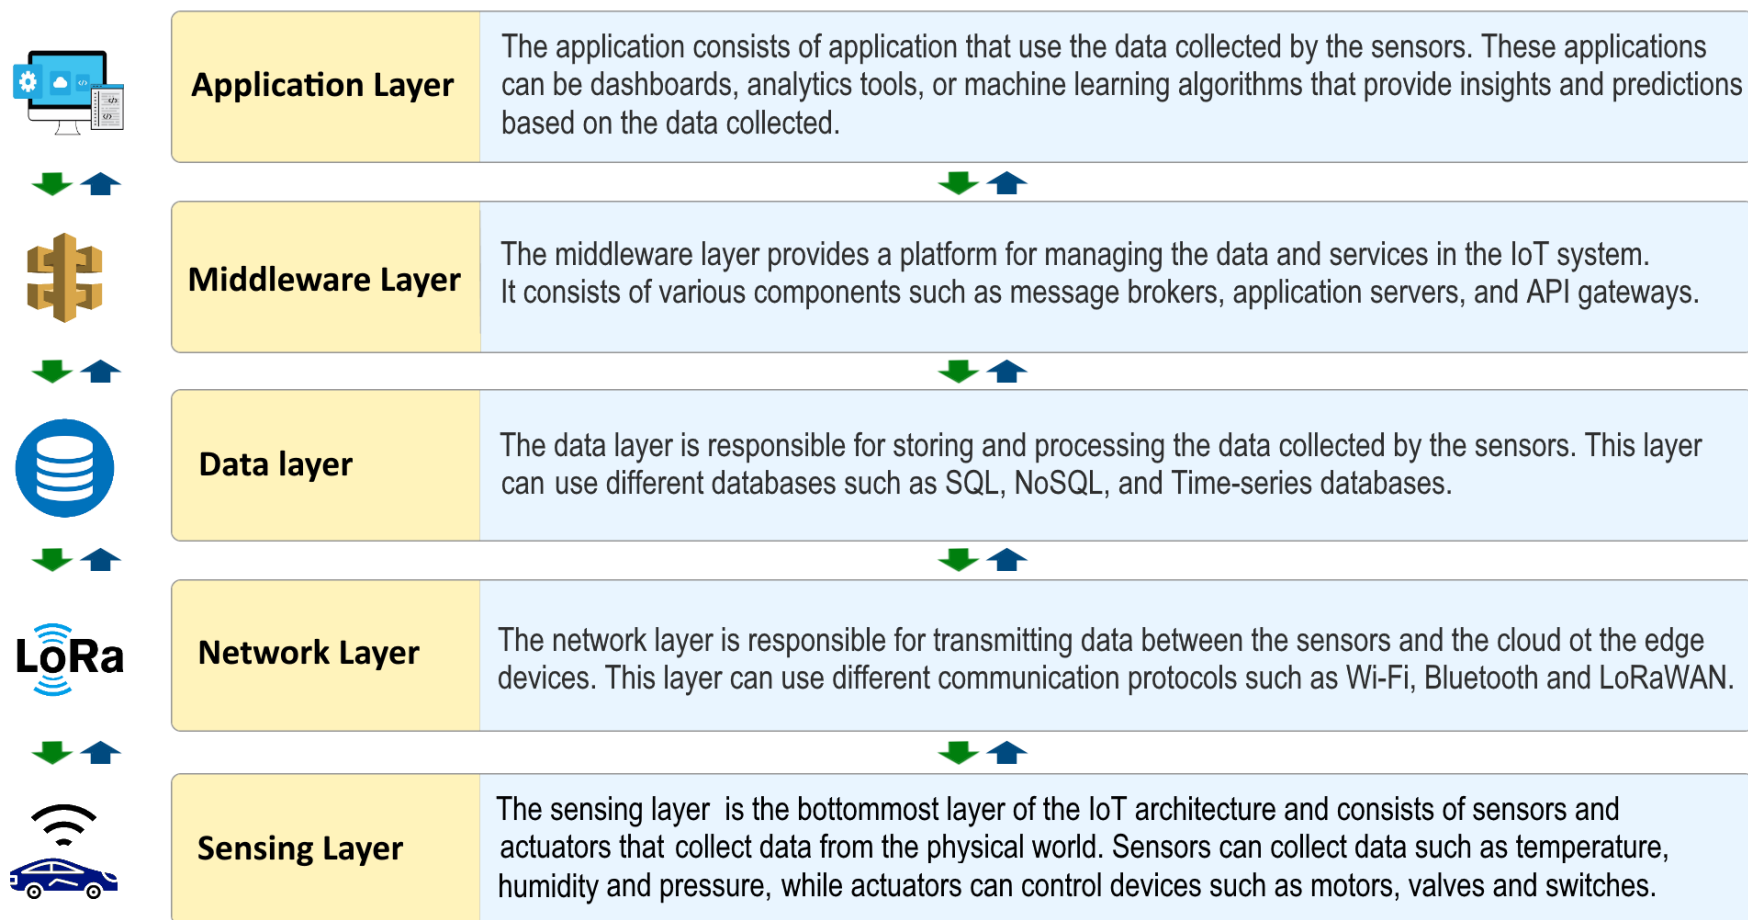 Application Layer
The application consists of application that use the data collected by the sensors. These applications
can be dashboards, analytics tools, or machine learning algorithms that provide insights and predictions
based on the data collected.
Middleware Layer
The middleware layer provides a platform for managing the data and services in the IoT system.
It consists of various components such as message brokers, application servers, and API gateways.
Data layer
The data layer is responsible for storing and processing the data collected by the sensors. This layer
can use different databases such as SQL, NoSQL, and Time-series databases.
LoRa
Network Layer
The network layer is responsible for transmitting data between the sensors and the cloud ot the edge
devices. This layer can use different communication protocols such as Wi-Fi, Bluetooth and LoRaWAN.
Sensing Layer
The sensing layer is the bottommost layer of the IoT architecture and consists of sensors and
actuators that collect data from the physical world. Sensors can collect data such as temperature,
humidity and pressure, while actuators can control devices such as motors, valves and switches.